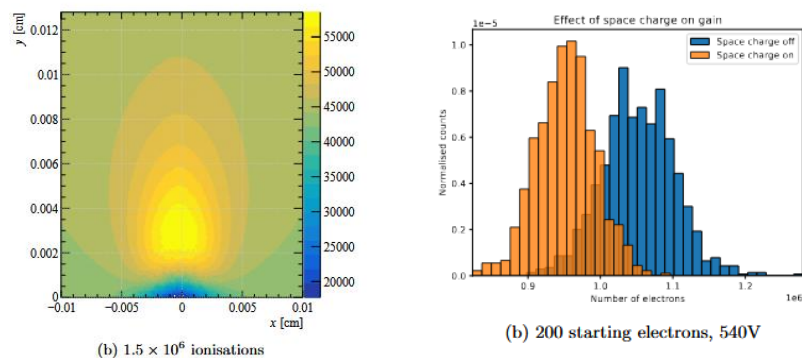 y [cm]
0.012
0.01
0.008
0.006
0.004
0.002
0
−0.01
−0.005
0
0.005
0.01
x [cm]
55000
50000
45000
40000
35000
30000
25000
20000
(b) 1.5 × 10⁶ ionisations
Effect of space charge on gain
1e−5
Space charge off
Space charge on
Normalised counts
1.0
0.8
0.6
0.4
0.2
0.0
0.9
1.0
1.1
1.2
1e6
Number of electrons
(b) 200 starting electrons, 540V